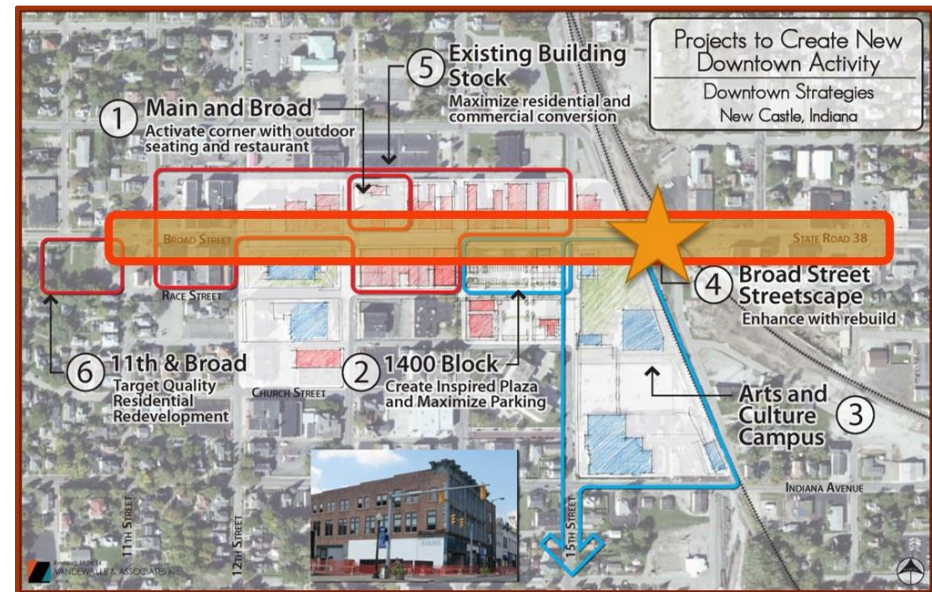 Projects to Create New
Downtown Activity
Downtown Strategies
New Castle, Indiana
5
Existing Building
Stock
Maximize residential and
commercial conversion
1
Main and Broad
Activate corner with outdoor
seating and restaurant
BROAD STREET
STATE ROAD 38
RACE STREET
4
Broad Street
Streetscape
Enhance with rebuild
6
11th & Broad
Target Quality
Residential
Redevelopment
2
1400 Block
Create Inspired Plaza
and Maximize Parking
CHURCH STREET
Arts and
Culture
Campus
3
INDIANA AVENUE
11TH STREET
12TH STREET
15TH STREET
VANDEWALLE & ASSOCIATES